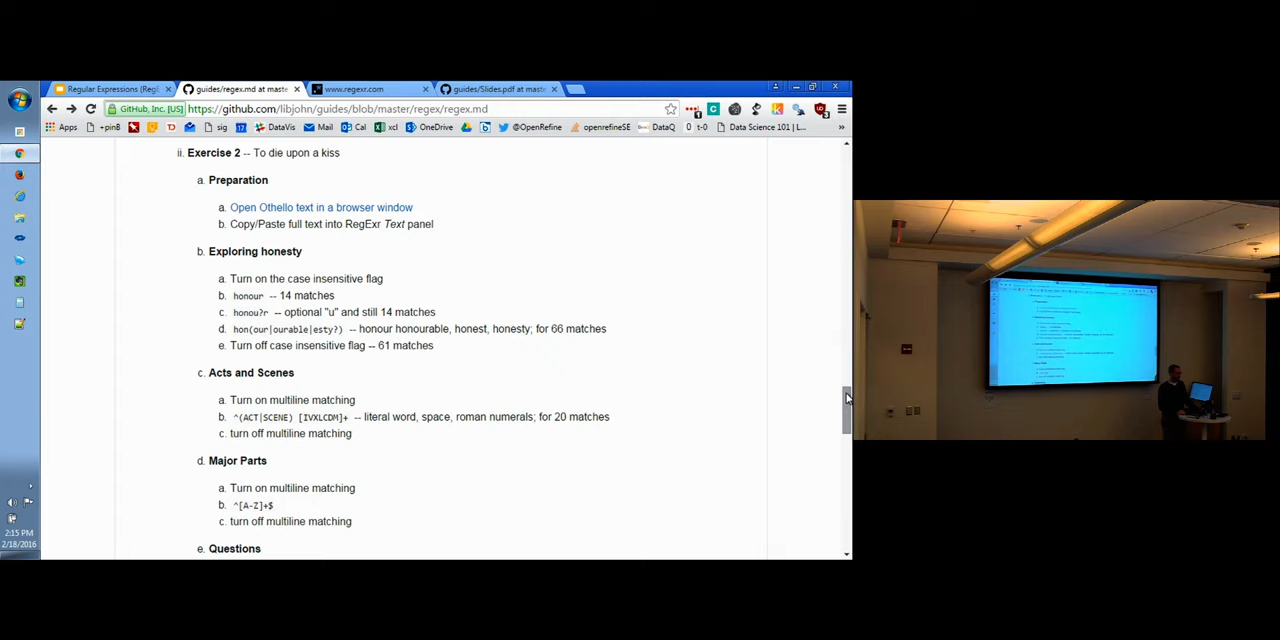 Regular Expressions (Reg
guides/regex.md at maste
www.regexr.com
guides/Slides.pdf at mast
GitHub, Inc. [US] https://github.com/libjohn/guides/blob/master/regex/regex.md
Apps +pinB TD sig DataVis Mail Cal xcl OneDrive @OpenRefine openrefineSE DataQ t-0 Data Science 101 | L...
ii. Exercise 2 -- To die upon a kiss
a. Preparation
a. Open Othello text in a browser window
b. Copy/Paste full text into RegExr Text panel
b. Exploring honesty
a. Turn on the case insensitive flag
b. honour -- 14 matches
c. honou?r -- optional "u" and still 14 matches
d. hon(our|ourable|esty?) -- honour honourable, honest, honesty; for 66 matches
e. Turn off case insensitive flag -- 61 matches
c. Acts and Scenes
a. Turn on multiline matching
b. ^(ACT|SCENE) [IVXLCDM]+ -- literal word, space, roman numerals; for 20 matches
c. turn off multiline matching
d. Major Parts
a. Turn on multiline matching
b. ^[A-Z]+$
c. turn off multiline matching
e. Questions
2:15 PM
2/18/2016